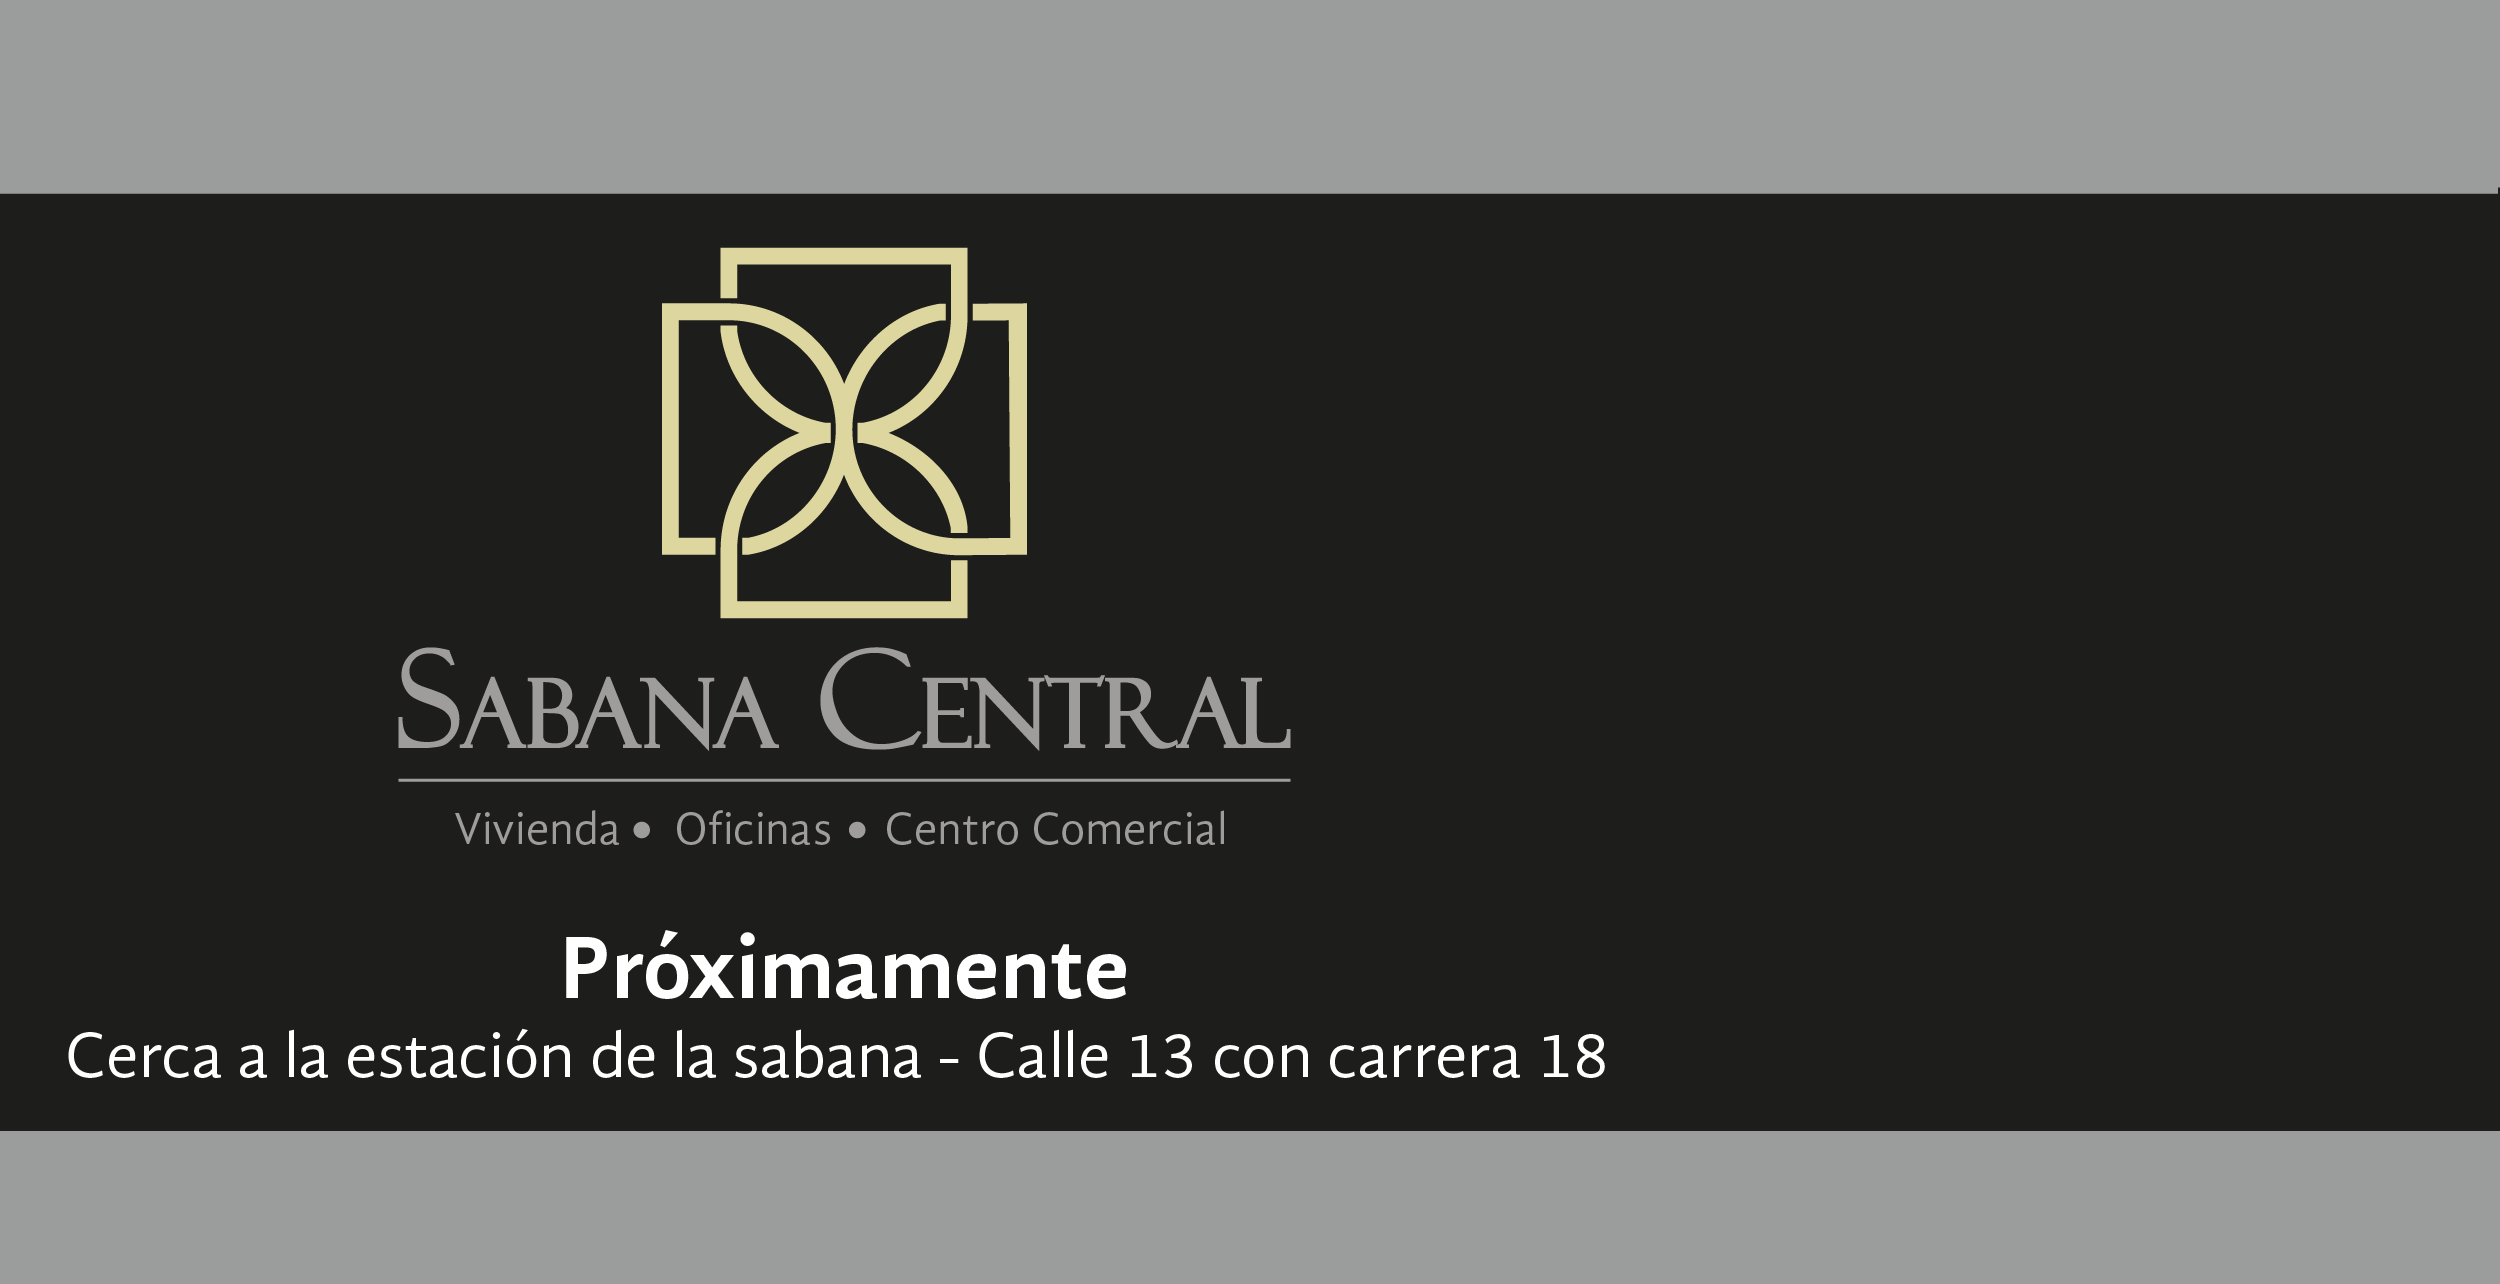 SABANA CENTRAL
Vivienda • Oficinas • Centro Comercial
Próximamente
Cerca a la estación de la sabana - Calle 13 con carrera 18